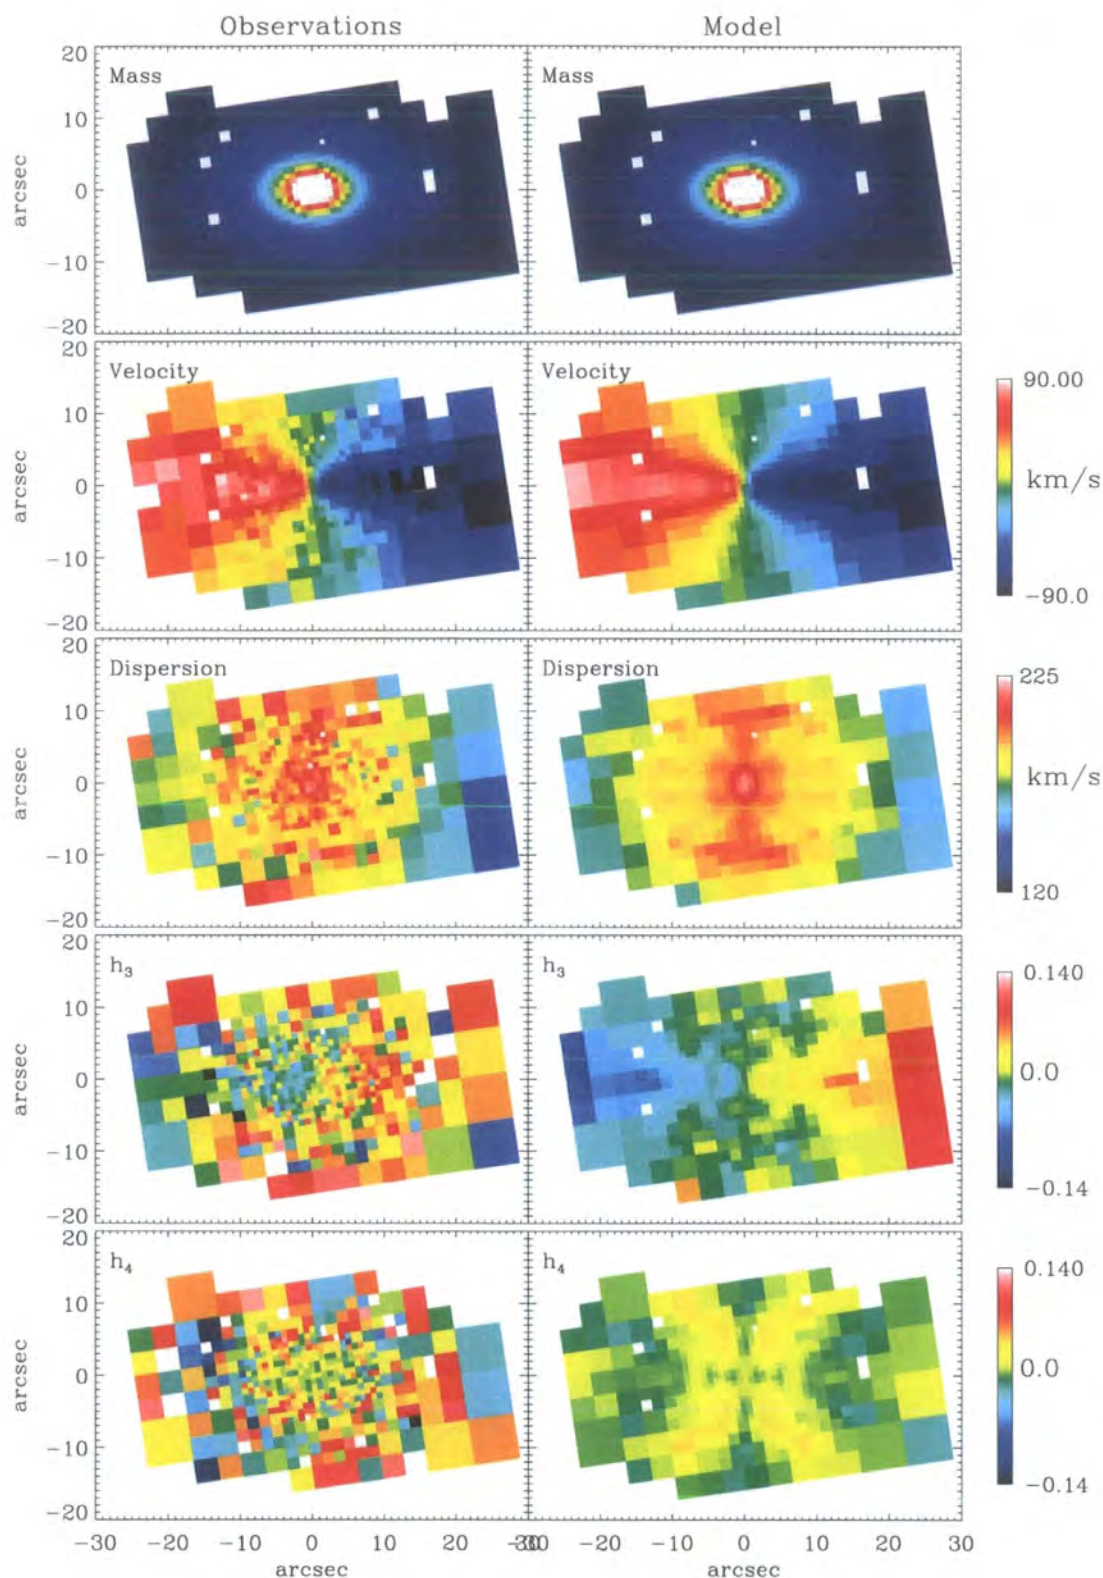 Observations Model
20
10
0
-10
-20
arcsec
Mass Mass
20
10
0
-10
-20
arcsec
Velocity Velocity
90.00
km/s
-90.0
20
10
0
-10
-20
arcsec
Dispersion Dispersion
225
km/s
120
20
10
0
-10
-20
arcsec
h₃ h₃
0.140
0.0
-0.14
20
10
0
-10
-20
arcsec
h₄ h₄
0.140
0.0
-0.14
-30 -20 -10 0 10 20 -30 -20 -10 0 10 20 30
arcsec arcsec